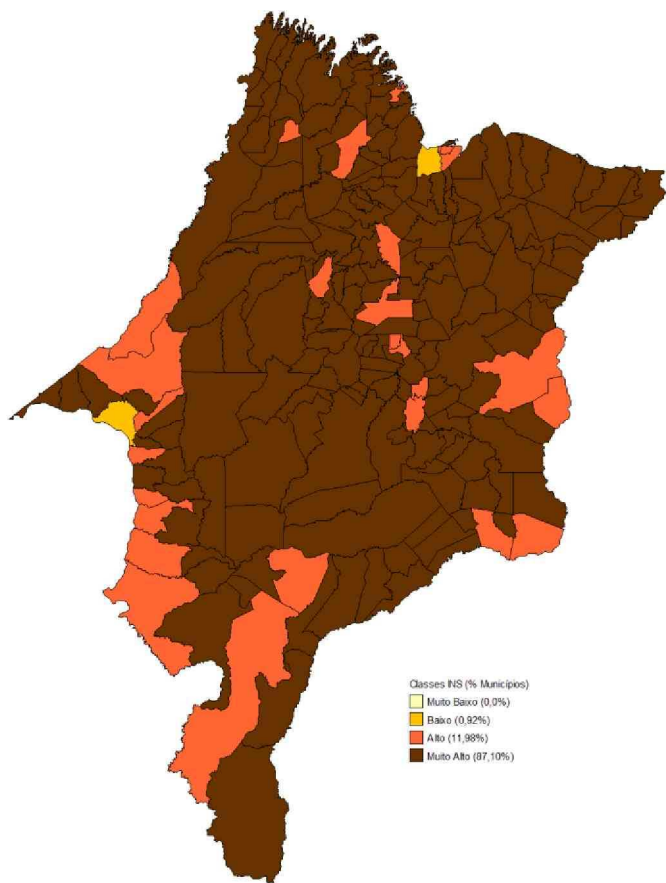 Classes INS (% Municípios)
Muito Baixo (0,0%)
Baixo (0,92%)
Alto (11,98%)
Muito Alto (87,10%)